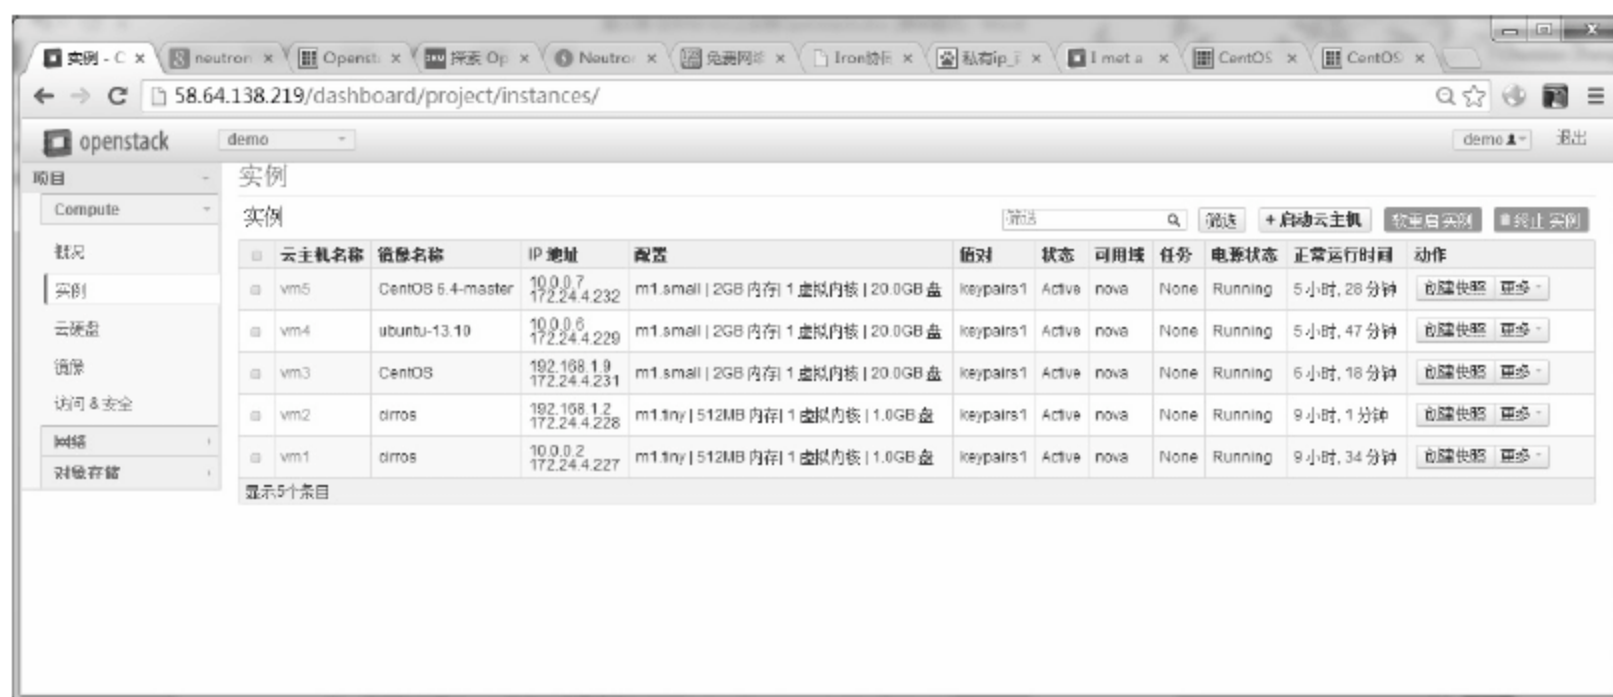 实例 - C neutron Opensta 探索 Op Neutror 免费网络 Iron协同 私有ip_百 I met a CentOS CentOS
58.64.138.219/dashboard/project/instances/
openstack demo demo 退出
项目
实例
Compute
实例 筛选 筛选 +启动云主机 软重启实例 终止实例
概况
云主机名称 镜像名称 IP 地址 配置 值对 状态 可用域 任务 电源状态 正常运行时间 动作
实例
vm5 CentOS 6.4-master 10.0.0.7 172.24.4.232 m1.small | 2GB 内存| 1 虚拟内核 | 20.0GB 盘 keypairs1 Active nova None Running 5 小时, 28 分钟 创建快照 更多
云硬盘
vm4 ubuntu-13.10 10.0.0.6 172.24.4.229 m1.small | 2GB 内存| 1 虚拟内核 | 20.0GB 盘 keypairs1 Active nova None Running 5 小时, 47 分钟 创建快照 更多
镜像
vm3 CentOS 192.168.1.9 172.24.4.231 m1.small | 2GB 内存| 1 虚拟内核 | 20.0GB 盘 keypairs1 Active nova None Running 6 小时, 18 分钟 创建快照 更多
访问 & 安全
vm2 cirros 192.168.1.2 172.24.4.228 m1.tiny | 512MB 内存| 1 虚拟内核 | 1.0GB 盘 keypairs1 Active nova None Running 9 小时, 1 分钟 创建快照 更多
网络
vm1 cirros 10.0.0.2 172.24.4.227 m1.tiny | 512MB 内存| 1 虚拟内核 | 1.0GB 盘 keypairs1 Active nova None Running 9 小时, 34 分钟 创建快照 更多
对象存储
显示5个条目